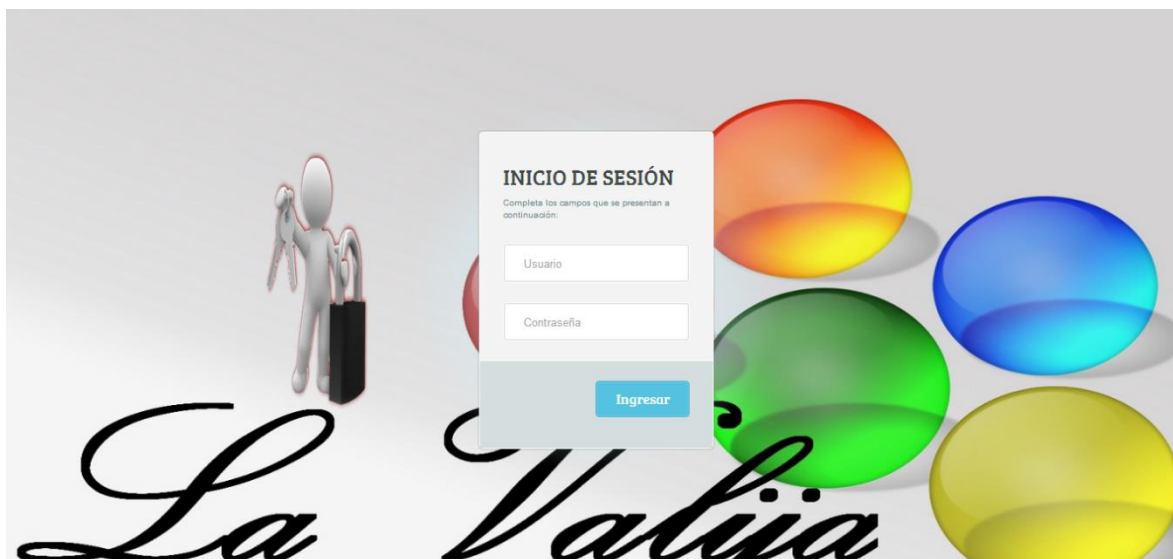 INICIO DE SESIÓN
Completa los campos que se presentan a
continuación:
Usuario
Contraseña
Ingresar
La Valija